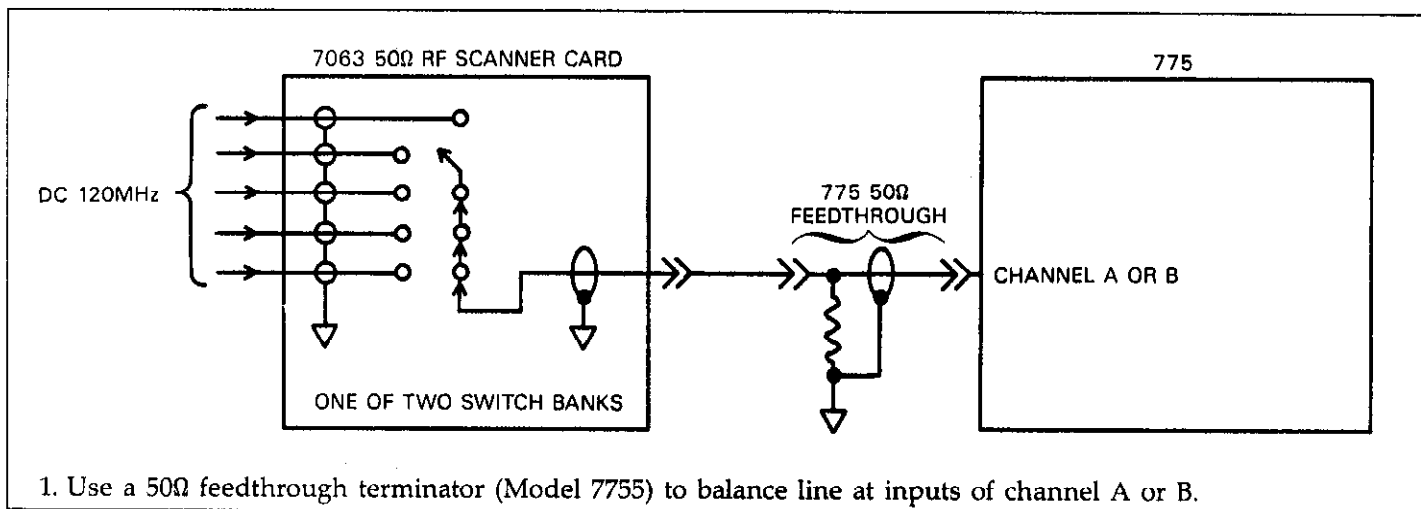 7063 50Ω RF SCANNER CARD
775
DC 120MHz
775 50Ω
FEEDTHROUGH
CHANNEL A OR B
ONE OF TWO SWITCH BANKS
1. Use a 50Ω feedthrough terminator (Model 7755) to balance line at inputs of channel A or B.